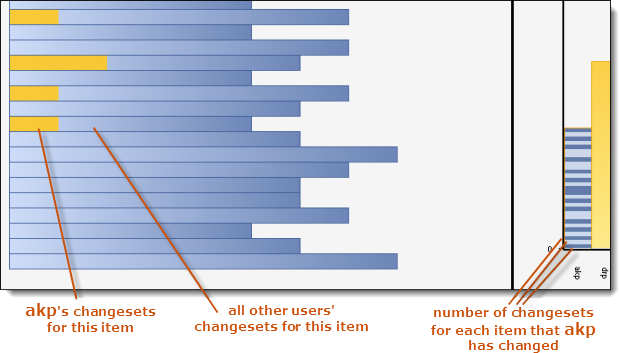 0
akp
drp
akp's changesets
for this item
all other users'
changesets for this item
number of changesets
for each item that akp
has changed